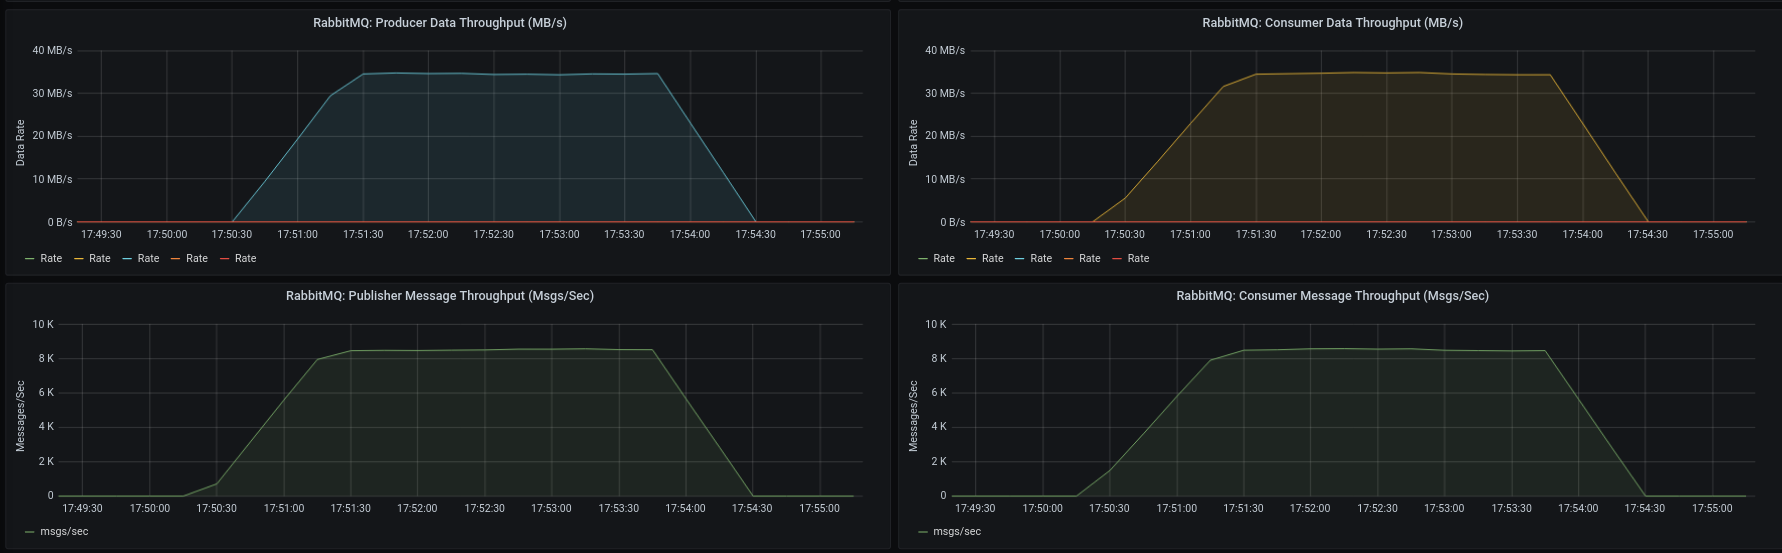 RabbitMQ: Producer Data Throughput (MB/s)
Data Rate
40 MB/s
30 MB/s
20 MB/s
10 MB/s
0 B/s
17:49:30 17:50:00 17:50:30 17:51:00 17:51:30 17:52:00 17:52:30 17:53:00 17:53:30 17:54:00 17:54:30 17:55:00
Rate Rate Rate Rate Rate
RabbitMQ: Consumer Data Throughput (MB/s)
Data Rate
40 MB/s
30 MB/s
20 MB/s
10 MB/s
0 B/s
17:49:30 17:50:00 17:50:30 17:51:00 17:51:30 17:52:00 17:52:30 17:53:00 17:53:30 17:54:00 17:54:30 17:55:00
Rate Rate Rate Rate Rate
RabbitMQ: Publisher Message Throughput (Msgs/Sec)
Messages/Sec
10 K
8 K
6 K
4 K
2 K
0
17:49:30 17:50:00 17:50:30 17:51:00 17:51:30 17:52:00 17:52:30 17:53:00 17:53:30 17:54:00 17:54:30 17:55:00
msgs/sec
RabbitMQ: Consumer Message Throughput (Msgs/Sec)
Messages/Sec
10 K
8 K
6 K
4 K
2 K
0
17:49:30 17:50:00 17:50:30 17:51:00 17:51:30 17:52:00 17:52:30 17:53:00 17:53:30 17:54:00 17:54:30 17:55:00
msgs/sec